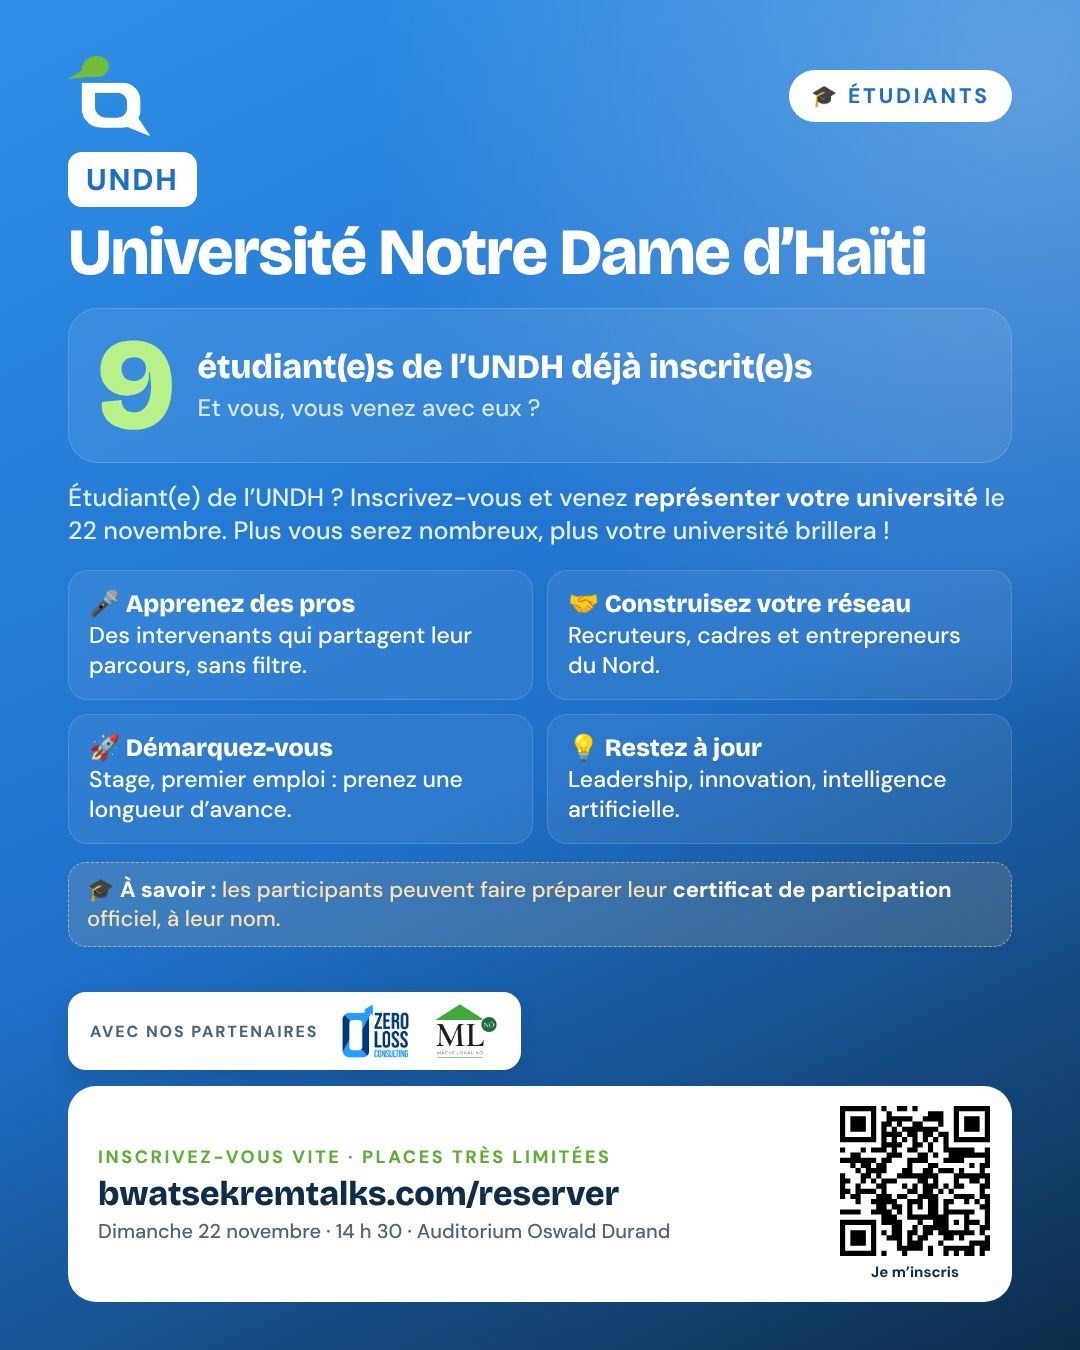 🎓 ÉTUDIANTS
UNDH
Université Notre Dame d’Haïti
9
étudiant(e)s de l’UNDH déjà inscrit(e)s
Et vous, vous venez avec eux ?
Étudiant(e) de l’UNDH ? Inscrivez-vous et venez représenter votre université le
22 novembre. Plus vous serez nombreux, plus votre université brillera !
🎤 Apprenez des pros
Des intervenants qui partagent leur
parcours, sans filtre.
🤝 Construisez votre réseau
Recruteurs, cadres et entrepreneurs
du Nord.
🚀 Démarquez-vous
Stage, premier emploi : prenez une
longueur d’avance.
💡 Restez à jour
Leadership, innovation, intelligence
artificielle.
🎓 À savoir : les participants peuvent faire préparer leur certificat de participation
officiel, à leur nom.
AVEC NOS PARTENAIRES
ZERO
LOSS
CONSULTING
ML
NÒ
MACHÉ LOKAL NÒ
INSCRIVEZ-VOUS VITE · PLACES TRÈS LIMITÉES
bwatsekremtalks.com/reserver
Dimanche 22 novembre · 14 h 30 · Auditorium Oswald Durand
Je m’inscris